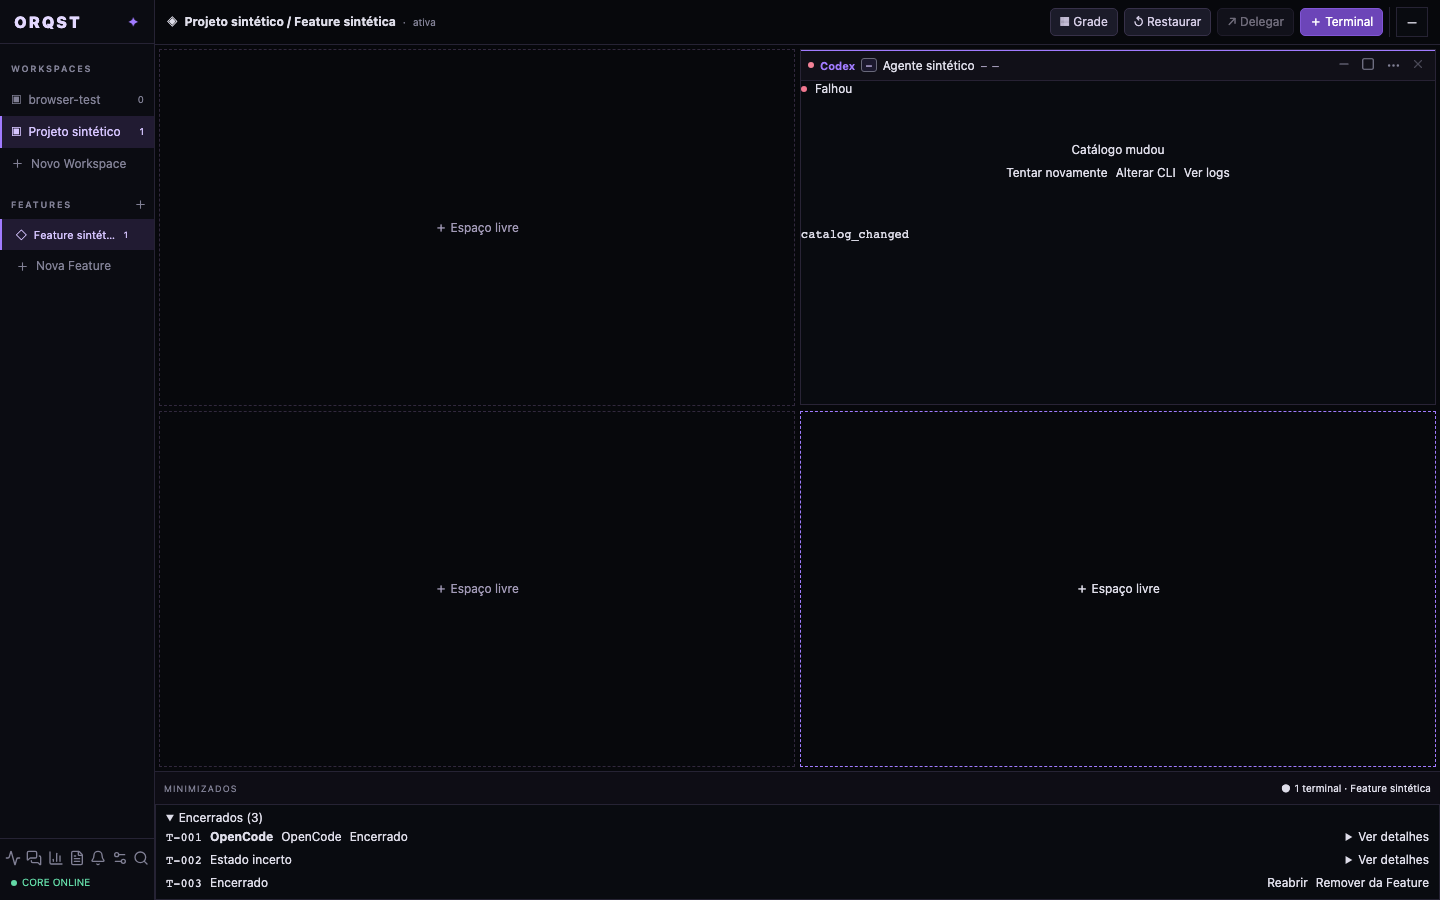 ORQST
WORKSPACES
browser-test 0
Projeto sintético 1
+ Novo Workspace
FEATURES +
Feature sintét... 1
+ Nova Feature
CORE ONLINE
Projeto sintético / Feature sintética · ativa
Grade
Restaurar
Delegar
+ Terminal
+ Espaço livre
Codex – Agente sintético – –
Falhou
Catálogo mudou
Tentar novamente Alterar CLI Ver logs
catalog_changed
+ Espaço livre
+ Espaço livre
MINIMIZADOS
1 terminal · Feature sintética
Encerrados (3)
T-001 OpenCode OpenCode Encerrado Ver detalhes
T-002 Estado incerto Ver detalhes
T-003 Encerrado Reabrir Remover da Feature